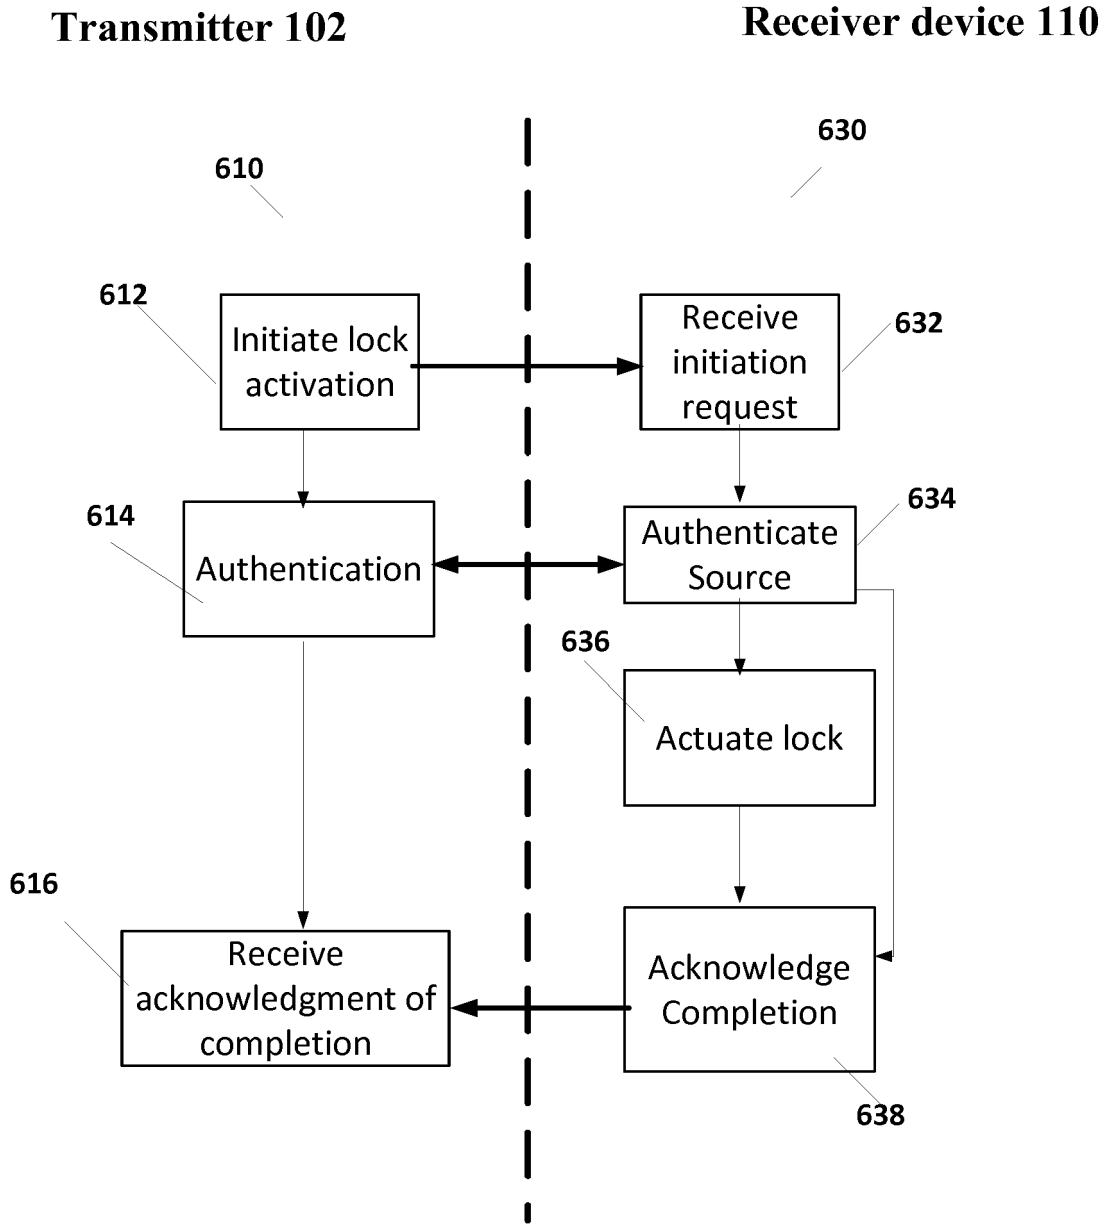 Transmitter 102
Receiver device 110
630
610
612
Initiate lock
activation
Receive
initiation
request
632
614
Authentication
634
Authenticate
Source
636
Actuate lock
616
Receive
acknowledgment of
completion
Acknowledge
Completion
638